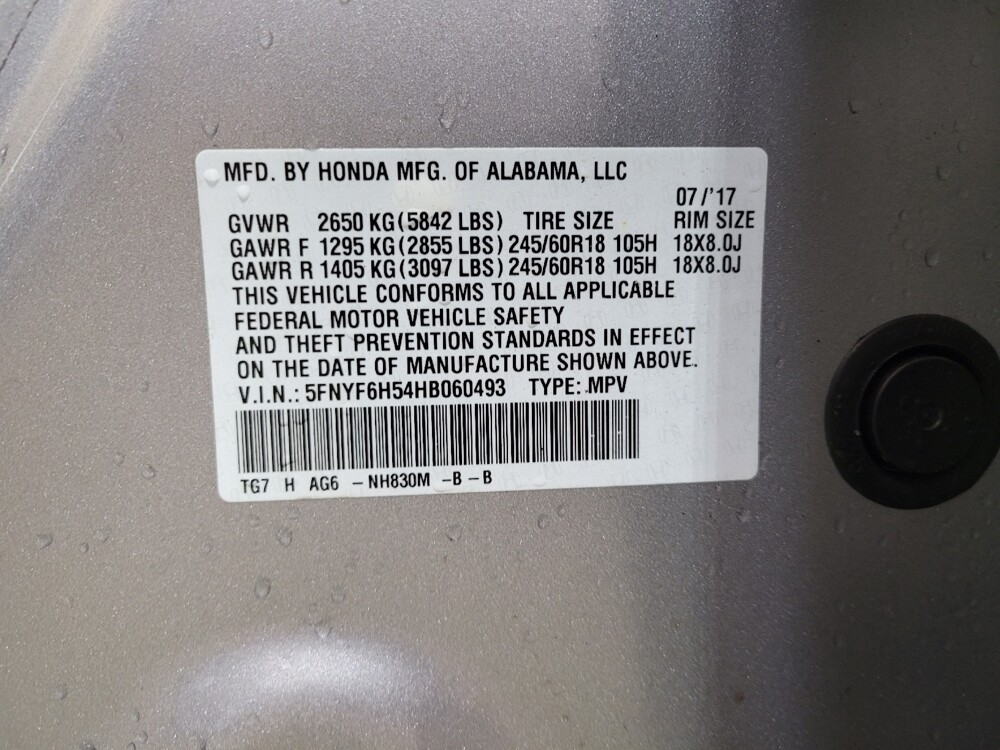 MFD. BY HONDA MFG. OF ALABAMA, LLC
07/'17
GVWR 2650 KG(5842 LBS) TIRE SIZE RIM SIZE
GAWR F 1295 KG(2855 LBS) 245/60R18 105H 18X8.0J
GAWR R 1405 KG(3097 LBS) 245/60R18 105H 18X8.0J
THIS VEHICLE CONFORMS TO ALL APPLICABLE
FEDERAL MOTOR VEHICLE SAFETY
AND THEFT PREVENTION STANDARDS IN EFFECT
ON THE DATE OF MANUFACTURE SHOWN ABOVE.
V.I.N.: 5FNYF6H54HB060493 TYPE: MPV
TG7 H AG6 -NH830M -B-B